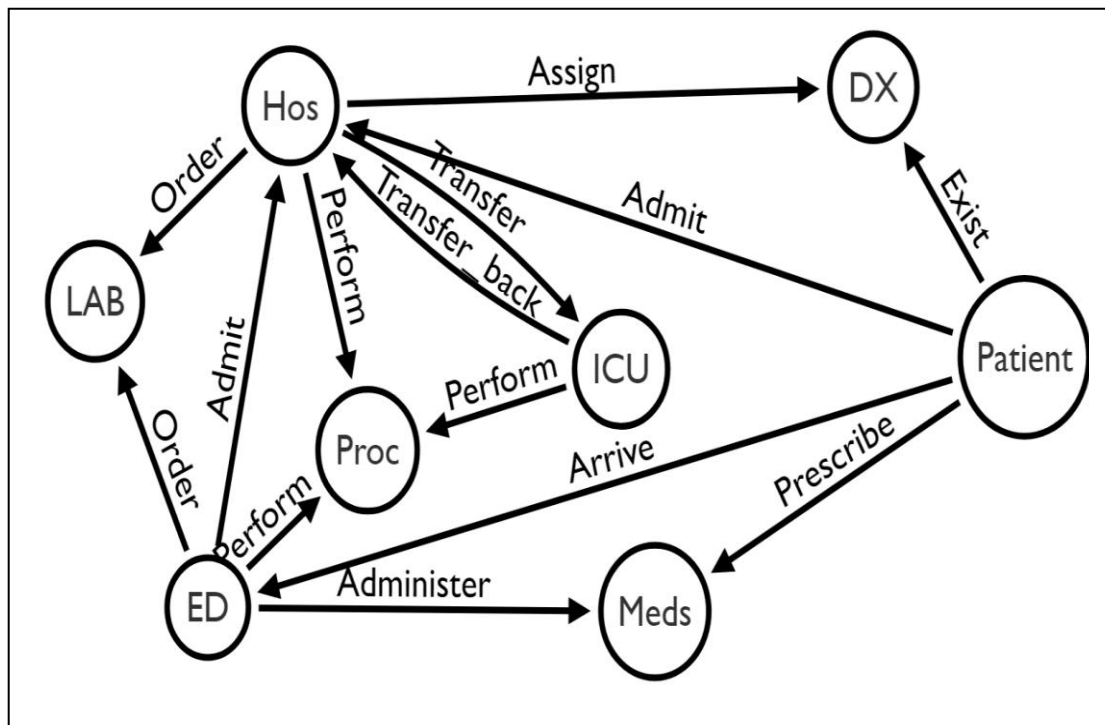 Hos
Assign
DX
Order
Perform
Transfer
Transfer_back
Admit
Exist
LAB
Admit
ICU
Patient
Perform
Proc
Arrive
Prescribe
Order
Perform
Administer
ED
Meds